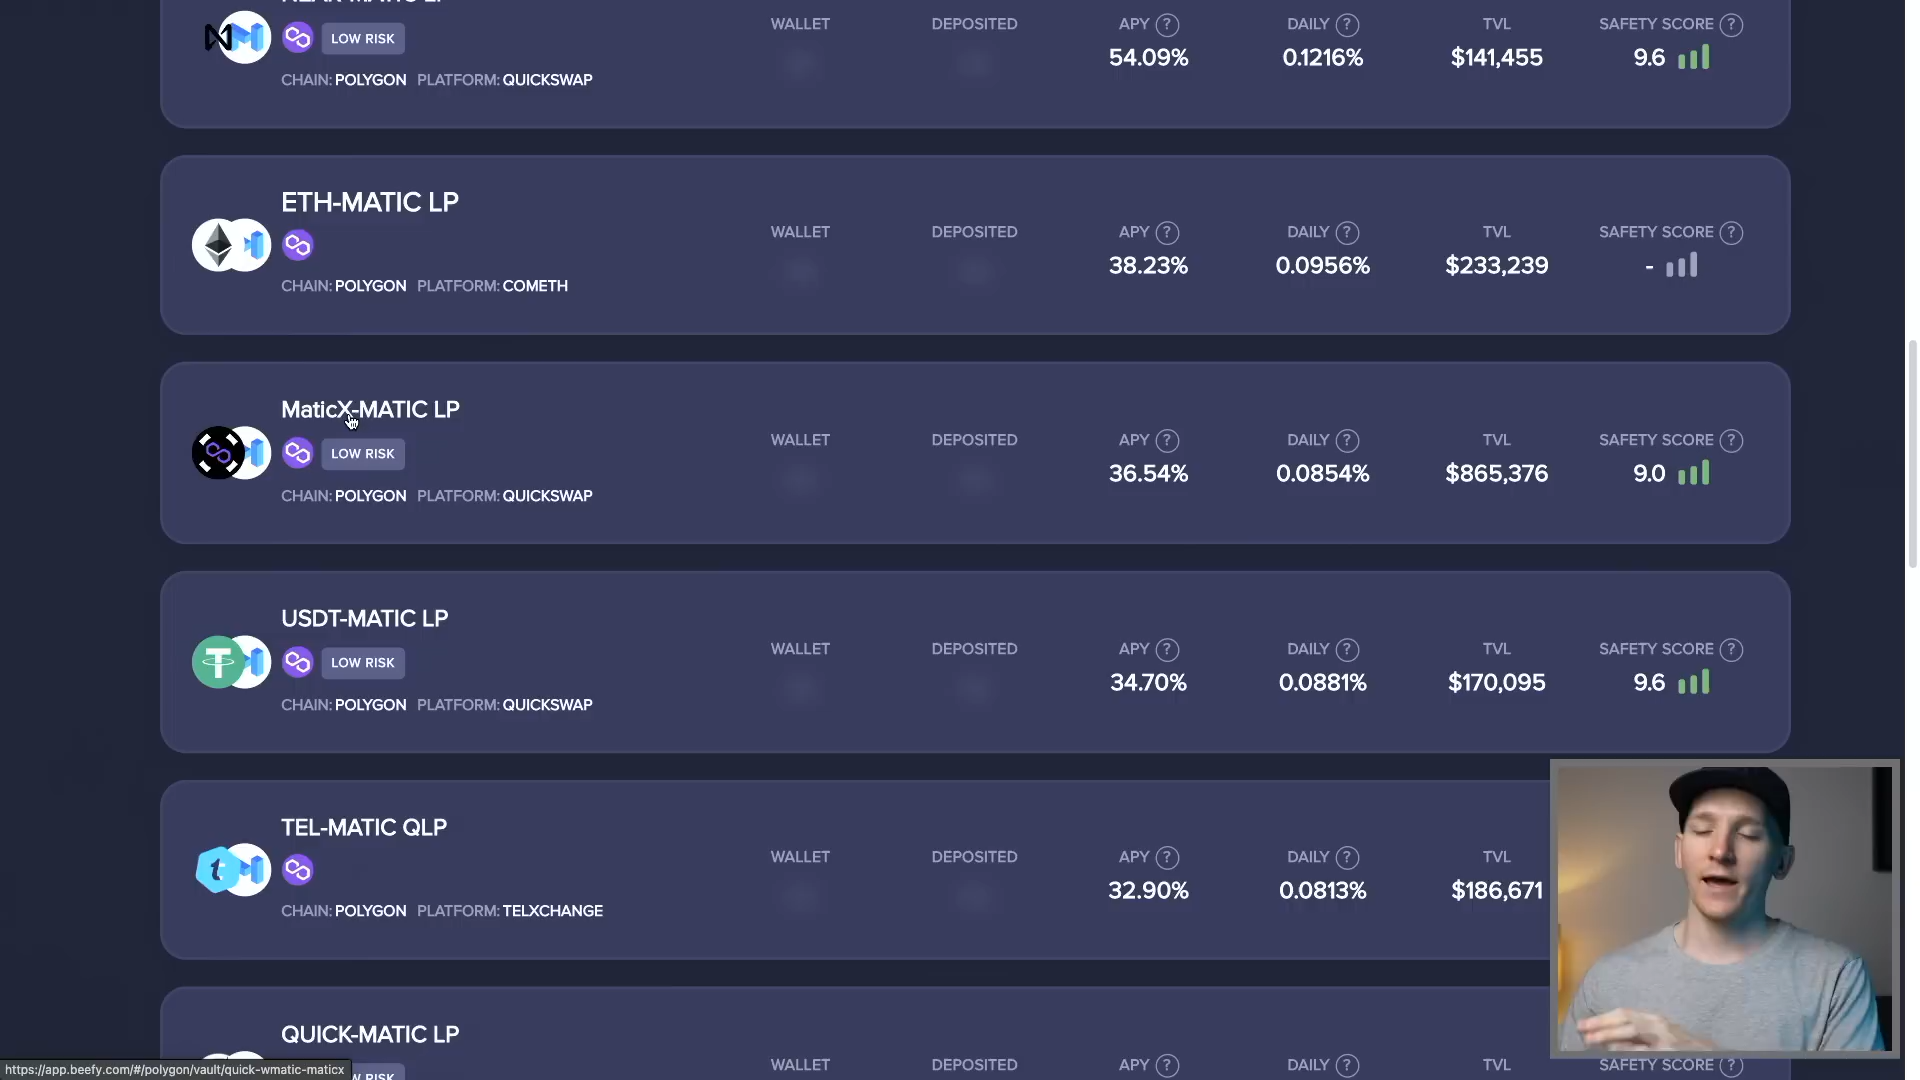 WALLET DEPOSITED APY ? DAILY ? TVL SAFETY SCORE ?
LOW RISK 54.09% 0.1216% $141,455 9.6
CHAIN: POLYGON PLATFORM: QUICKSWAP
ETH-MATIC LP
WALLET DEPOSITED APY ? DAILY ? TVL SAFETY SCORE ?
38.23% 0.0956% $233,239 -
CHAIN: POLYGON PLATFORM: COMETH
MaticX-MATIC LP
WALLET DEPOSITED APY ? DAILY ? TVL SAFETY SCORE ?
LOW RISK 36.54% 0.0854% $865,376 9.0
CHAIN: POLYGON PLATFORM: QUICKSWAP
USDT-MATIC LP
WALLET DEPOSITED APY ? DAILY ? TVL SAFETY SCORE ?
LOW RISK 34.70% 0.0881% $170,095 9.6
CHAIN: POLYGON PLATFORM: QUICKSWAP
TEL-MATIC QLP
WALLET DEPOSITED APY ? DAILY ? TVL
32.90% 0.0813% $186,671
CHAIN: POLYGON PLATFORM: TELXCHANGE
QUICK-MATIC LP
WALLET DEPOSITED APY ? DAILY ? TVL SAFETY SCORE ?
RISK
https://app.beefy.com/#/polygon/vault/quick-wmatic-maticx